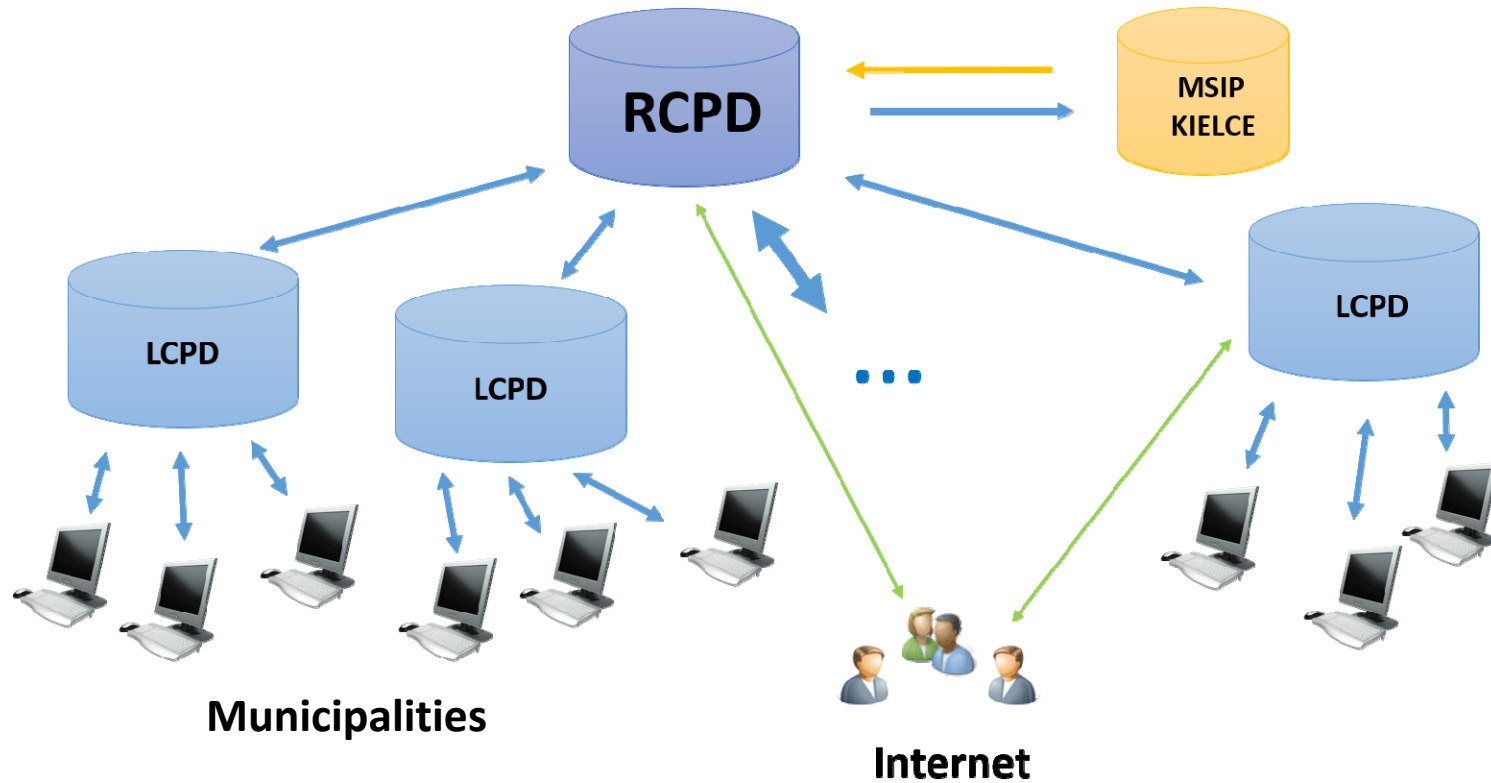 RCPD
MSIP
KIELCE
LCPD
LCPD
LCPD
...
Municipalities
Internet